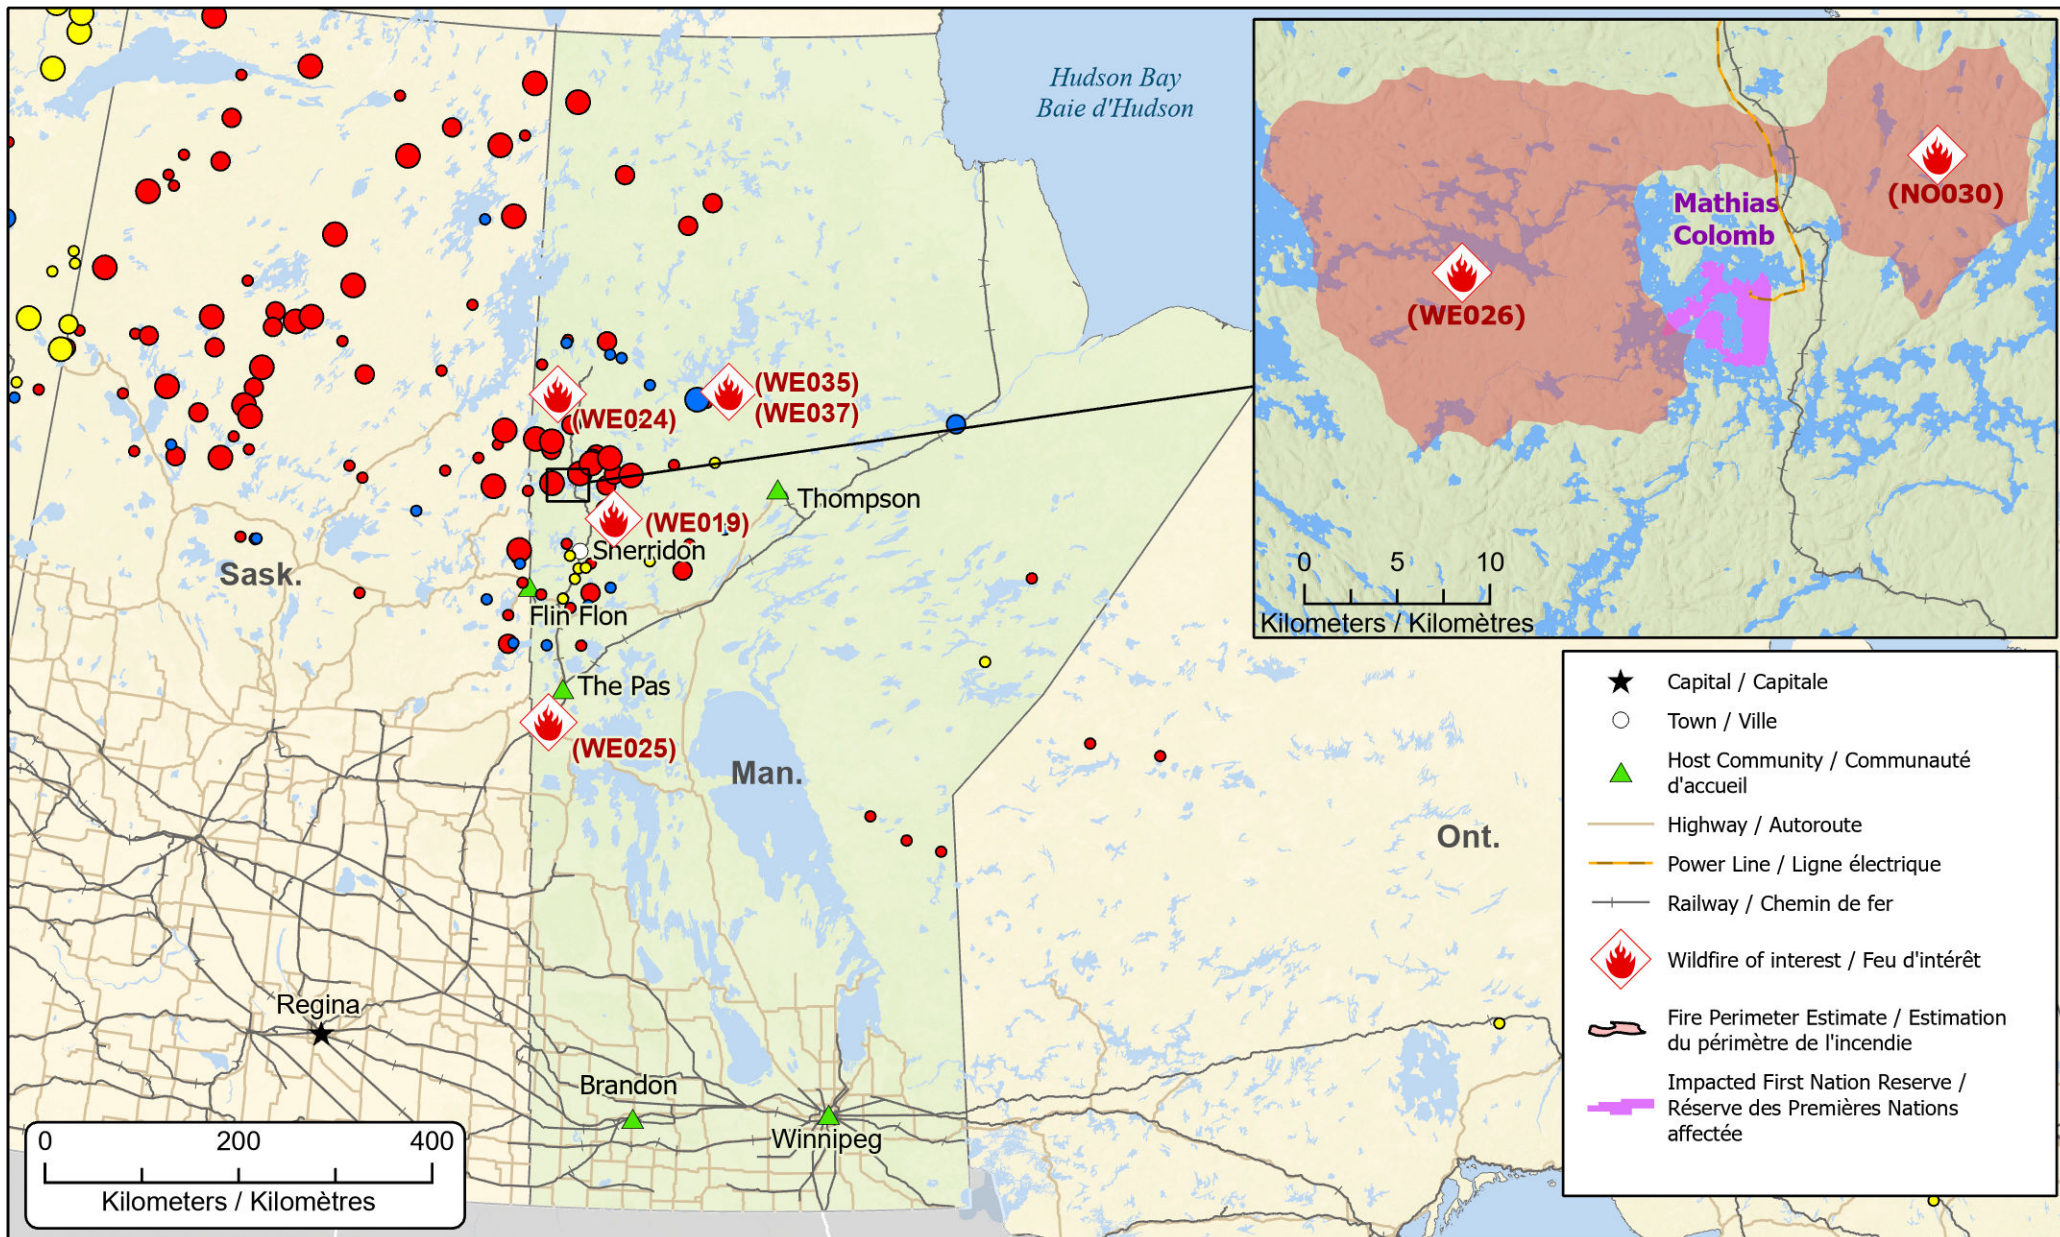 Hudson Bay
Baie d'Hudson
(WE035)
(WE037)
(WE024)
Thompson
(WE019)
Sherridon
Sask.
Flin Flon
The Pas
(WE025)
Man.
Ont.
Regina
Brandon
Winnipeg
0 200 400
Kilometers / Kilomètres
(NO030)
Mathias
Colomb
(WE026)
0 5 10
Kilometers / Kilomètres
Capital / Capitale
Town / Ville
Host Community / Communauté
d'accueil
Highway / Autoroute
Power Line / Ligne électrique
Railway / Chemin de fer
Wildfire of interest / Feu d'intérêt
Fire Perimeter Estimate / Estimation
du périmètre de l'incendie
Impacted First Nation Reserve /
Réserve des Premières Nations
affectée